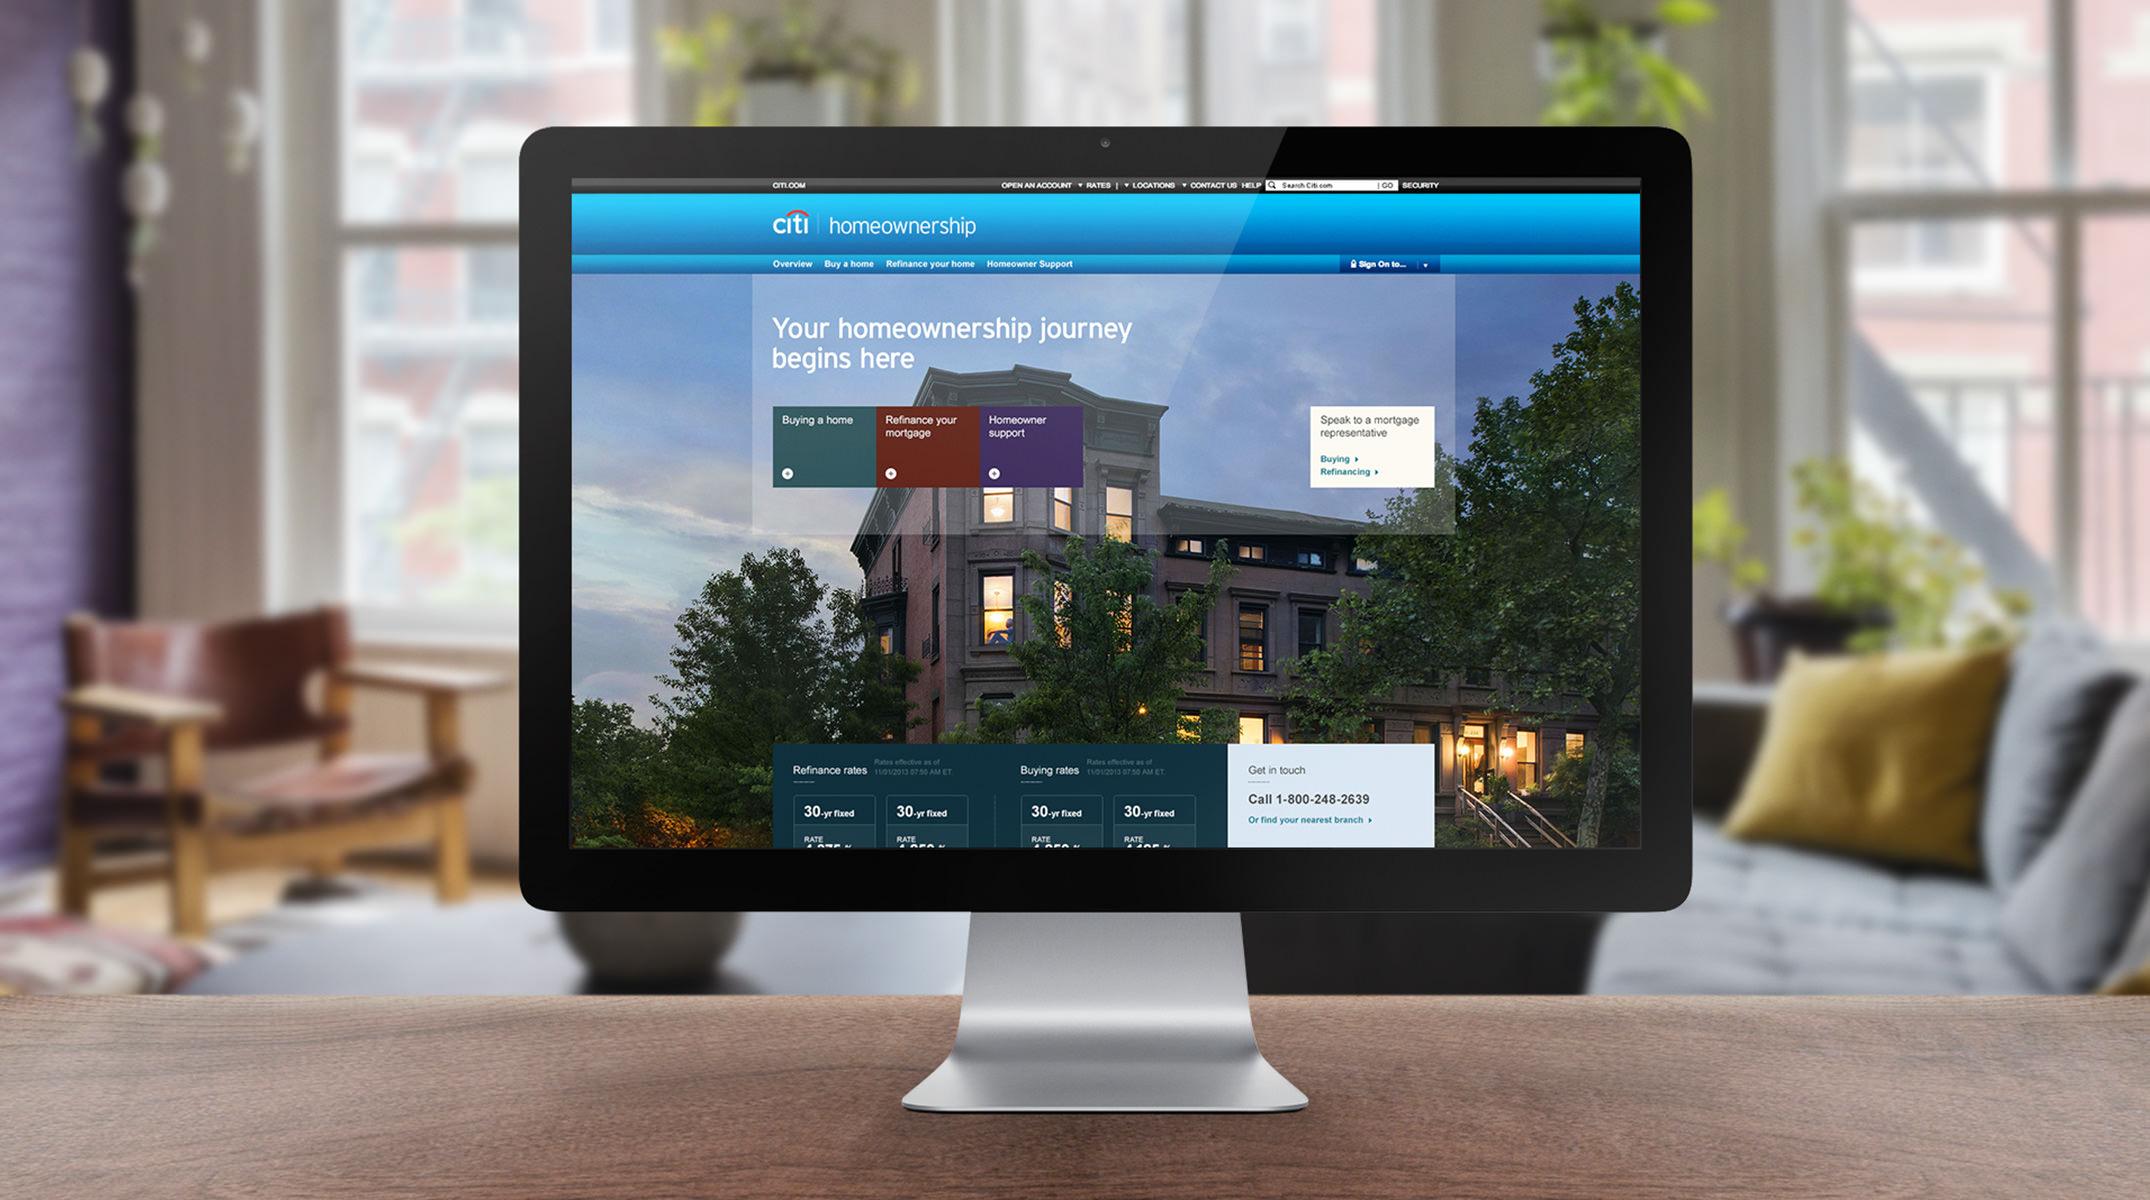 CITI.COM
OPEN AN ACCOUNT RATES | LOCATIONS CONTACT US HELP Search Citi.com | GO SECURITY
citi | homeownership
Overview Buy a home Refinance your home Homeowner Support
Sign On to...
Your homeownership journey
begins here
Buying a home
Refinance your
mortgage
Homeowner
support
Speak to a mortgage
representative
Buying
Refinancing
Refinance rates
Rates effective as of
11/01/2013 07:50 AM ET.
30-yr fixed
RATE
30-yr fixed
RATE
Buying rates
Rates effective as of
11/01/2013 07:50 AM ET.
30-yr fixed
RATE
30-yr fixed
RATE
Get in touch
Call 1-800-248-2639
Or find your nearest branch